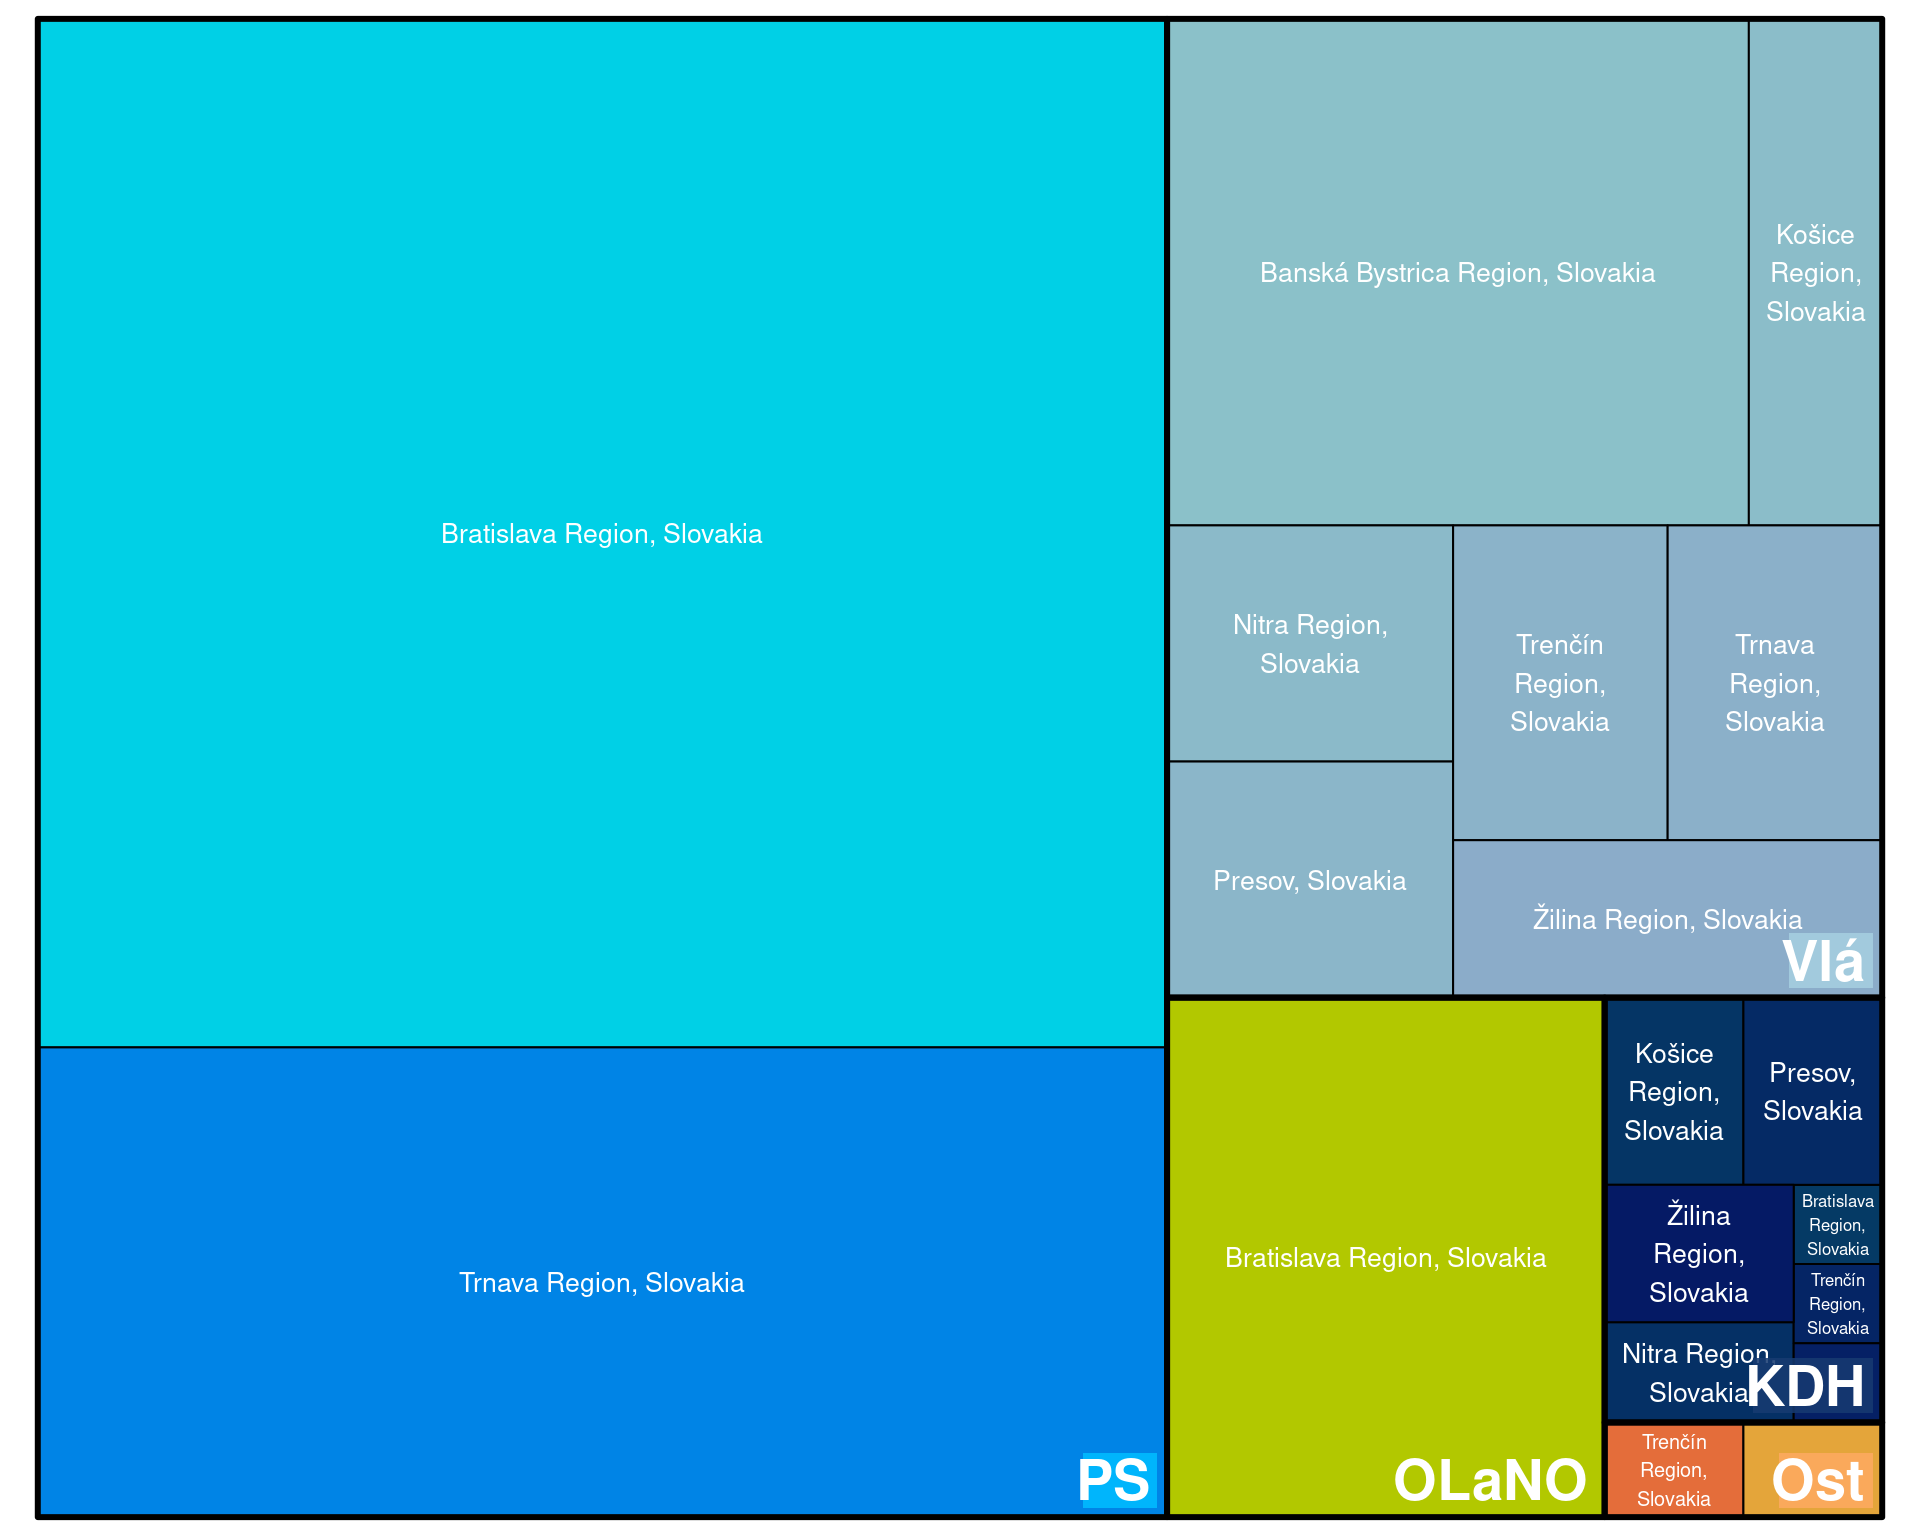 Bratislava Region, Slovakia
Trnava Region, Slovakia
PS
Banská Bystrica Region, Slovakia
Košice
Region,
Slovakia
Nitra Region,
Slovakia
Trenčín
Region,
Slovakia
Trnava
Region,
Slovakia
Presov, Slovakia
Žilina Region, Slovakia
Vlá
Bratislava Region, Slovakia
OLaNO
Košice
Region,
Slovakia
Presov,
Slovakia
Žilina
Region,
Slovakia
Bratislava
Region,
Slovakia
Trenčín
Region,
Slovakia
Nitra Region,
Slovakia
KDH
Trenčín
Region,
Slovakia
Ost